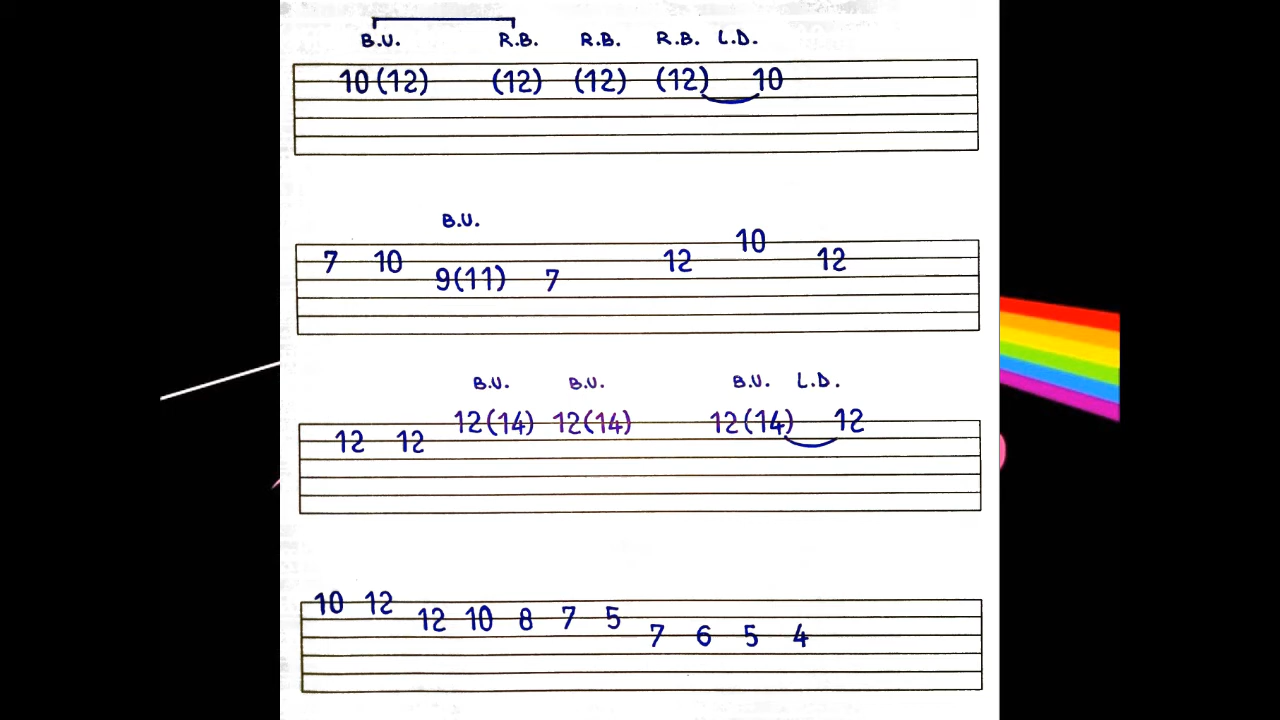 B.U. R.B. R.B. R.B. L.D.
10(12) (12) (12) (12) 10
B.U.
10
7 10 12 12
9(11) 7
B.U. B.U. B.U. L.D.
12(14) 12(14) 12(14) 12
12 12
10 12
12 10 8 7 5
7 6 5 4